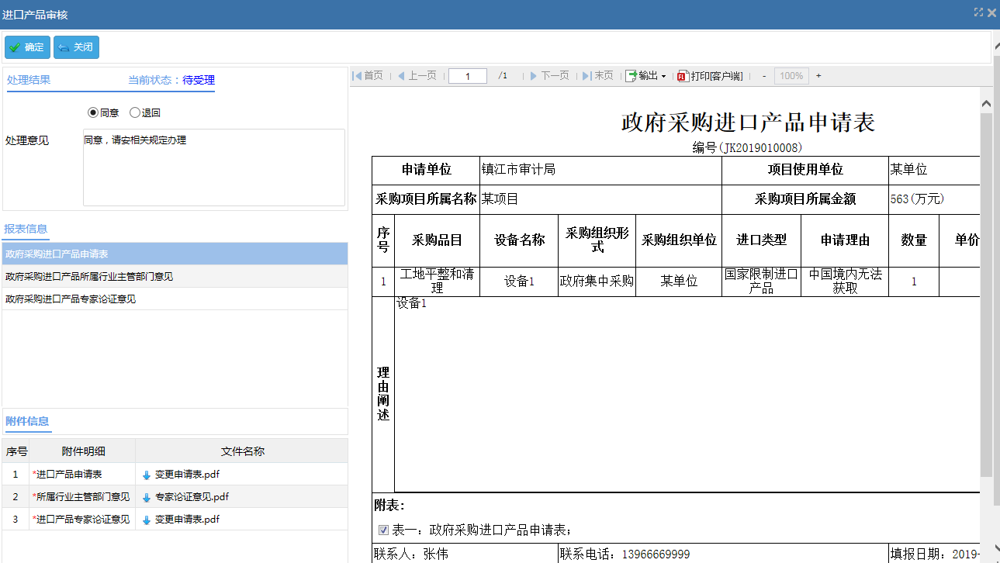 进口产品审核
确定 关闭
处理结果 当前状态：待受理
同意 退回
处理意见 同意，请安相关规定办理
报表信息
政府采购进口产品申请表
政府采购进口产品所属行业主管部门意见
政府采购进口产品专家论证意见
附件信息
序号 附件明细 文件名称
1 *进口产品申请表 变更申请表.pdf
2 *所属行业主管部门意见 专家论证意见.pdf
3 *进口产品专家论证意见 变更申请表.pdf
首页 上一页 1 /1 下一页 末页 输出 打印[客户端] - 100% +
政府采购进口产品申请表
编号(JK2019010008)
申请单位 镇江市审计局 项目使用单位 某单位
采购项目所属名称 某项目 采购项目所属金额 563(万元)
序号 采购品目 设备名称 采购组织形式 采购组织单位 进口类型 申请理由 数量 单价
1 工地平整和清理 设备1 政府集中采购 某单位 国家限制进口产品 中国境内无法获取 1
理由阐述 设备1
附表：
表一：政府采购进口产品申请表；
联系人：张伟 联系电话：13966669999 填报日期：2019-